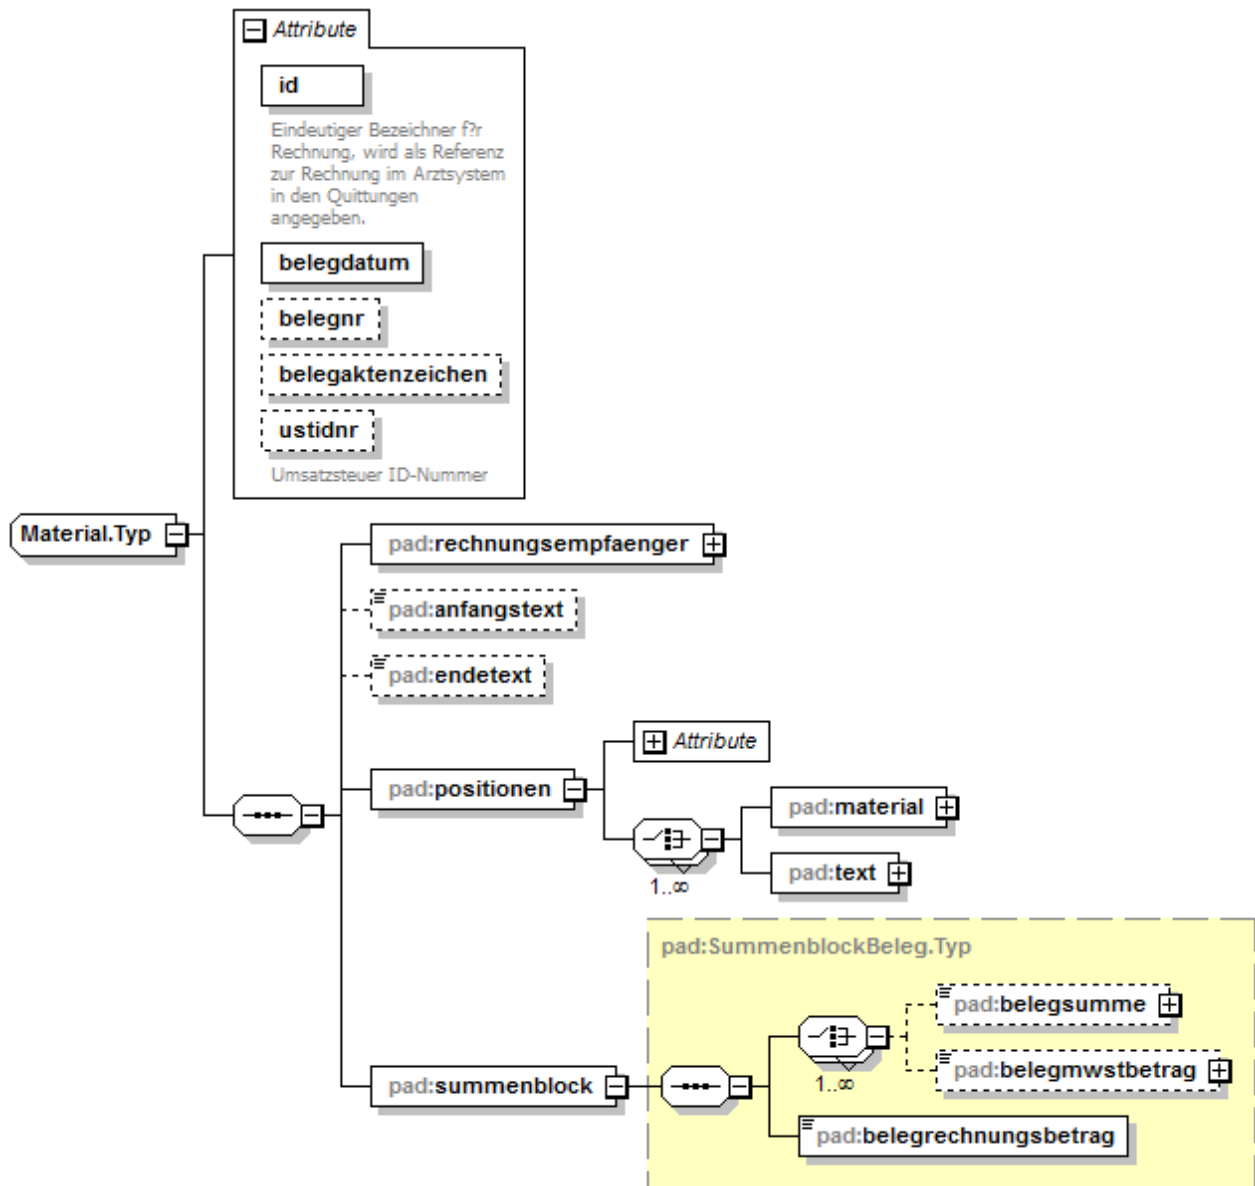 Attribute
id
Eindeutiger Bezeichner f?r
Rechnung, wird als Referenz
zur Rechnung im Arztsystem
in den Quittungen
angegeben.
belegdatum
belegnr
belegaktenzeichen
ustidnr
Umsatzsteuer ID-Nummer
Material.Typ
pad:rechnungsempfaenger
pad:anfangstext
pad:endetext
pad:positionen
Attribute
1..∞
pad:material
pad:text
pad:summenblock
pad:SummenblockBeleg.Typ
1..∞
pad:belegsumme
pad:belegmwstbetrag
pad:belegrechnungsbetrag